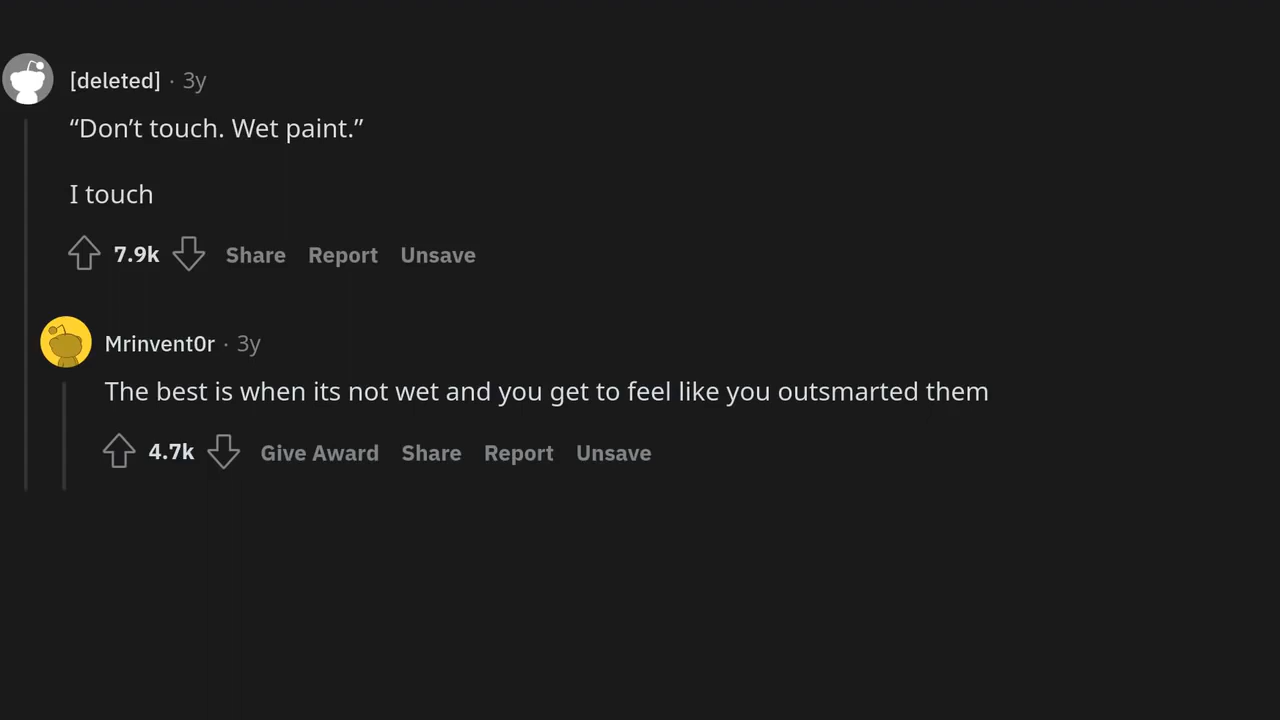 [deleted] · 3y
“Don’t touch. Wet paint.”
I touch
7.9k Share Report Unsave
Mrinvent0r · 3y
The best is when its not wet and you get to feel like you outsmarted them
4.7k Give Award Share Report Unsave